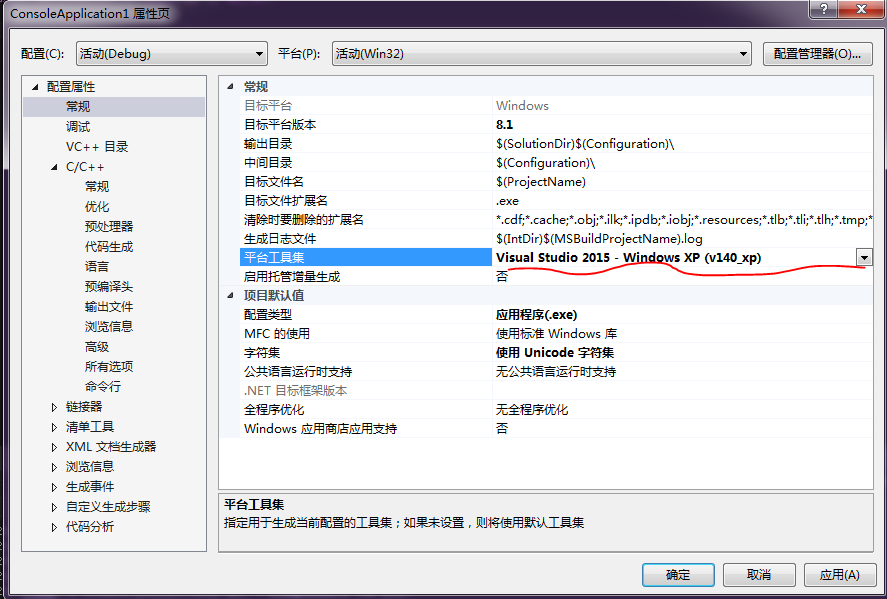 ConsoleApplication1 属性页
配置(C): 活动(Debug) 平台(P): 活动(Win32) 配置管理器(O)...
配置属性
常规
调试
VC++ 目录
C/C++
常规
优化
预处理器
代码生成
语言
预编译头
输出文件
浏览信息
高级
所有选项
命令行
链接器
清单工具
XML 文档生成器
浏览信息
生成事件
自定义生成步骤
代码分析
常规
目标平台 Windows
目标平台版本 8.1
输出目录 $(SolutionDir)$(Configuration)\
中间目录 $(Configuration)\
目标文件名 $(ProjectName)
目标文件扩展名 .exe
清除时要删除的扩展名 *.cdf;*.cache;*.obj;*.ilk;*.ipdb;*.iobj;*.resources;*.tlb;*.tli;*.tlh;*.tmp;*
生成日志文件 $(IntDir)$(MSBuildProjectName).log
平台工具集 Visual Studio 2015 - Windows XP (v140_xp)
启用托管增量生成 否
项目默认值
配置类型 应用程序(.exe)
MFC 的使用 使用标准 Windows 库
字符集 使用 Unicode 字符集
公共语言运行时支持 无公共语言运行时支持
.NET 目标框架版本
全程序优化 无全程序优化
Windows 应用商店应用支持 否
平台工具集
指定用于生成当前配置的工具集；如果未设置，则将使用默认工具集
确定 取消 应用(A)